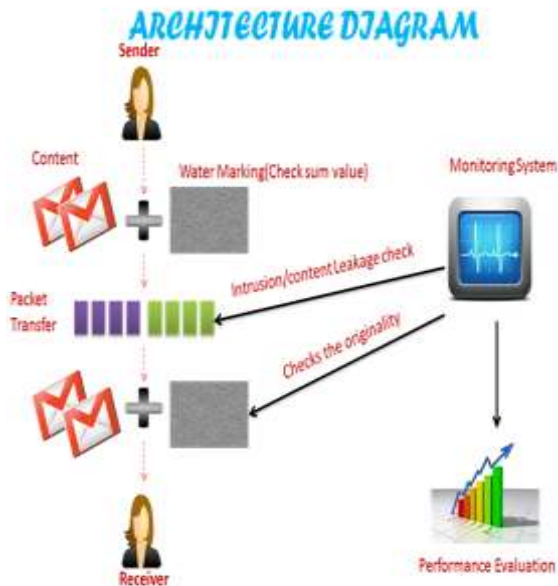 ARCHITECTURE DIAGRAM
Sender
Content
Water Marking(Check sum value)
Monitoring System
Intrusion/content Leakage check
Packet
Transfer
Checks the originality
Receiver
Performance Evaluation